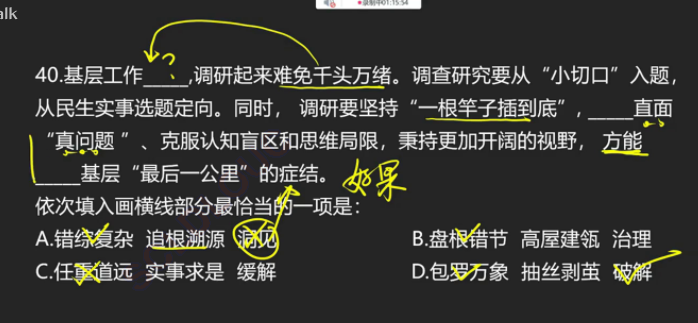 alk
录制中01:15:54
?
40.基层工作_____,调研起来难免千头万绪。调查研究要从“小切口”入题,
从民生实事选题定向。同时, 调研要坚持“一根竿子插到底”,_____直面
“真问题 ”、克服认知盲区和思维局限，秉持更加开阔的视野， 方能
_____基层“最后一公里”的症结。
好果
依次填入画横线部分最恰当的一项是：
A.错综复杂 追根溯源 洞见 B.盘根错节 高屋建瓴 治理
C.任重道远 实事求是 缓解 D.包罗万象 抽丝剥茧 破解